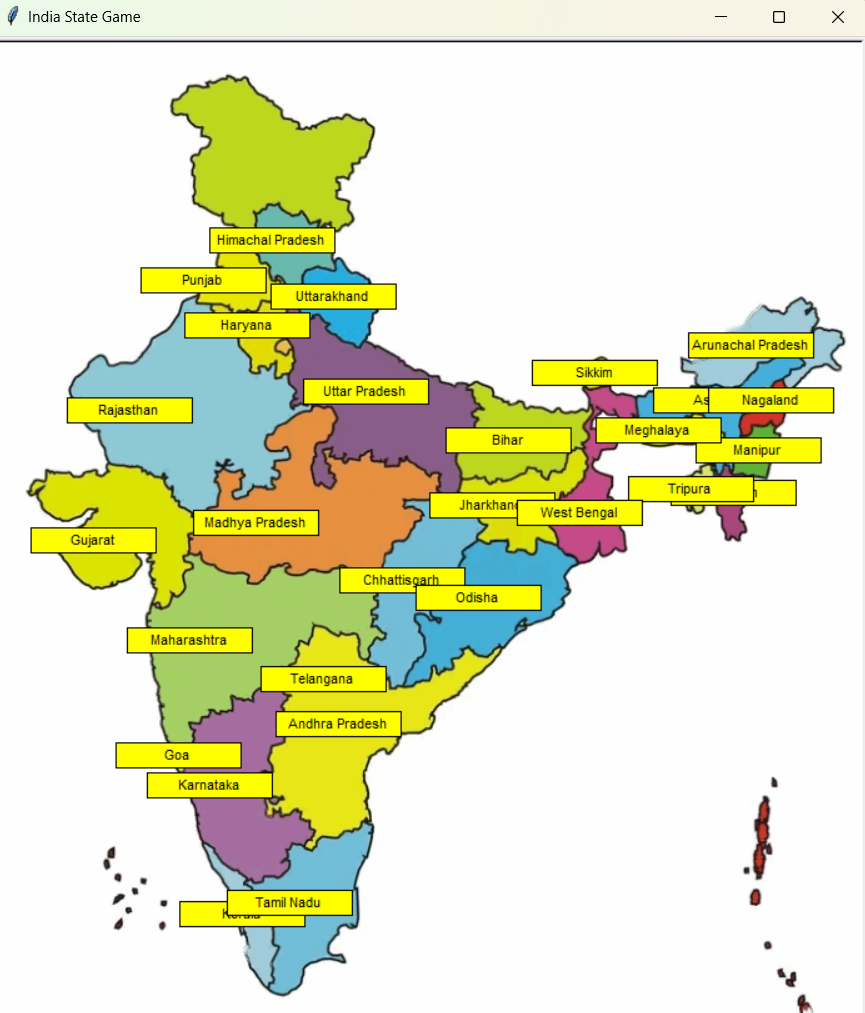 India State Game
Himachal Pradesh
Punjab
Uttarakhand
Haryana
Arunachal Pradesh
Sikkim
Uttar Pradesh
As
Nagaland
Rajasthan
Meghalaya
Bihar
Manipur
Tripura
Jharkhand
West Bengal
Madhya Pradesh
Gujarat
Chhattisgarh
Odisha
Maharashtra
Telangana
Andhra Pradesh
Goa
Karnataka
Tamil Nadu
Kerala